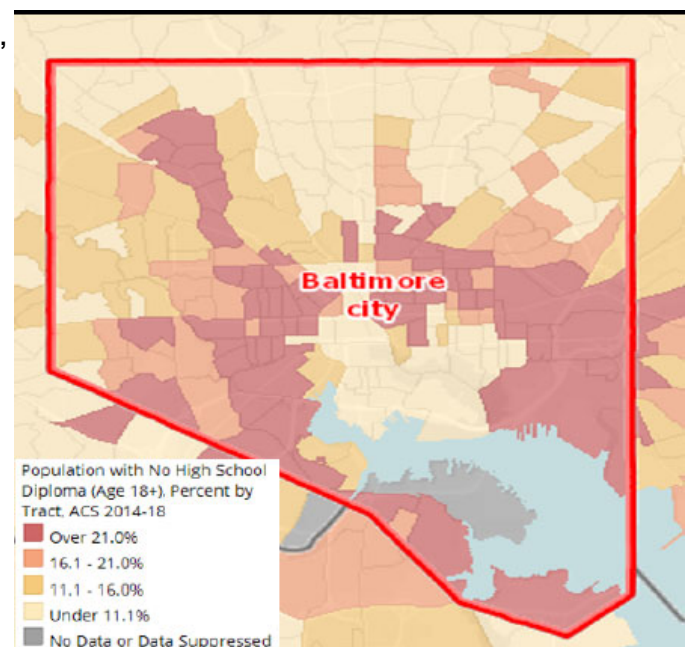 ,
Baltimore
city
Population with No High School
Diploma (Age 18+), Percent by
Tract, ACS 2014-18
Over 21.0%
16.1 - 21.0%
11.1 - 16.0%
Under 11.1%
No Data or Data Suppressed